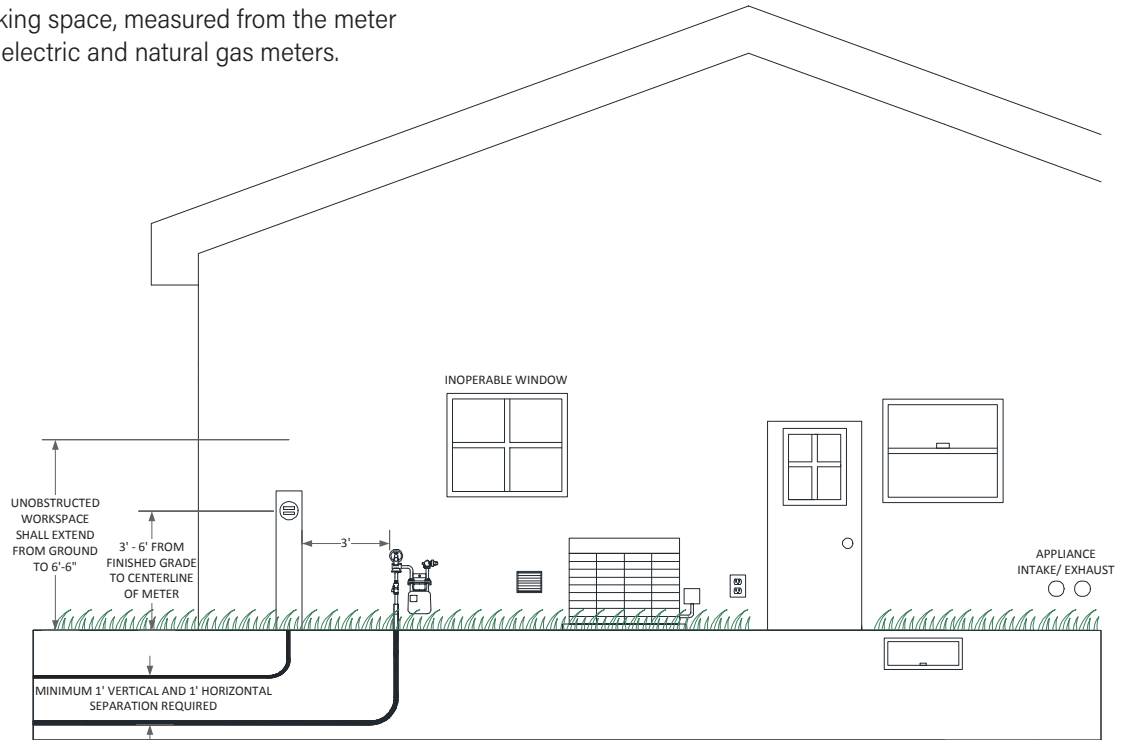 king space, measured from the meter
electric and natural gas meters.
INOPERABLE WINDOW
UNOBSTRUCTED
WORKSPACE
SHALL EXTEND
FROM GROUND
TO 6'-6"
3' - 6' FROM
FINISHED GRADE
TO CENTERLINE
OF METER
3'
APPLIANCE
INTAKE/ EXHAUST
MINIMUM 1' VERTICAL AND 1' HORIZONTAL
SEPARATION REQUIRED